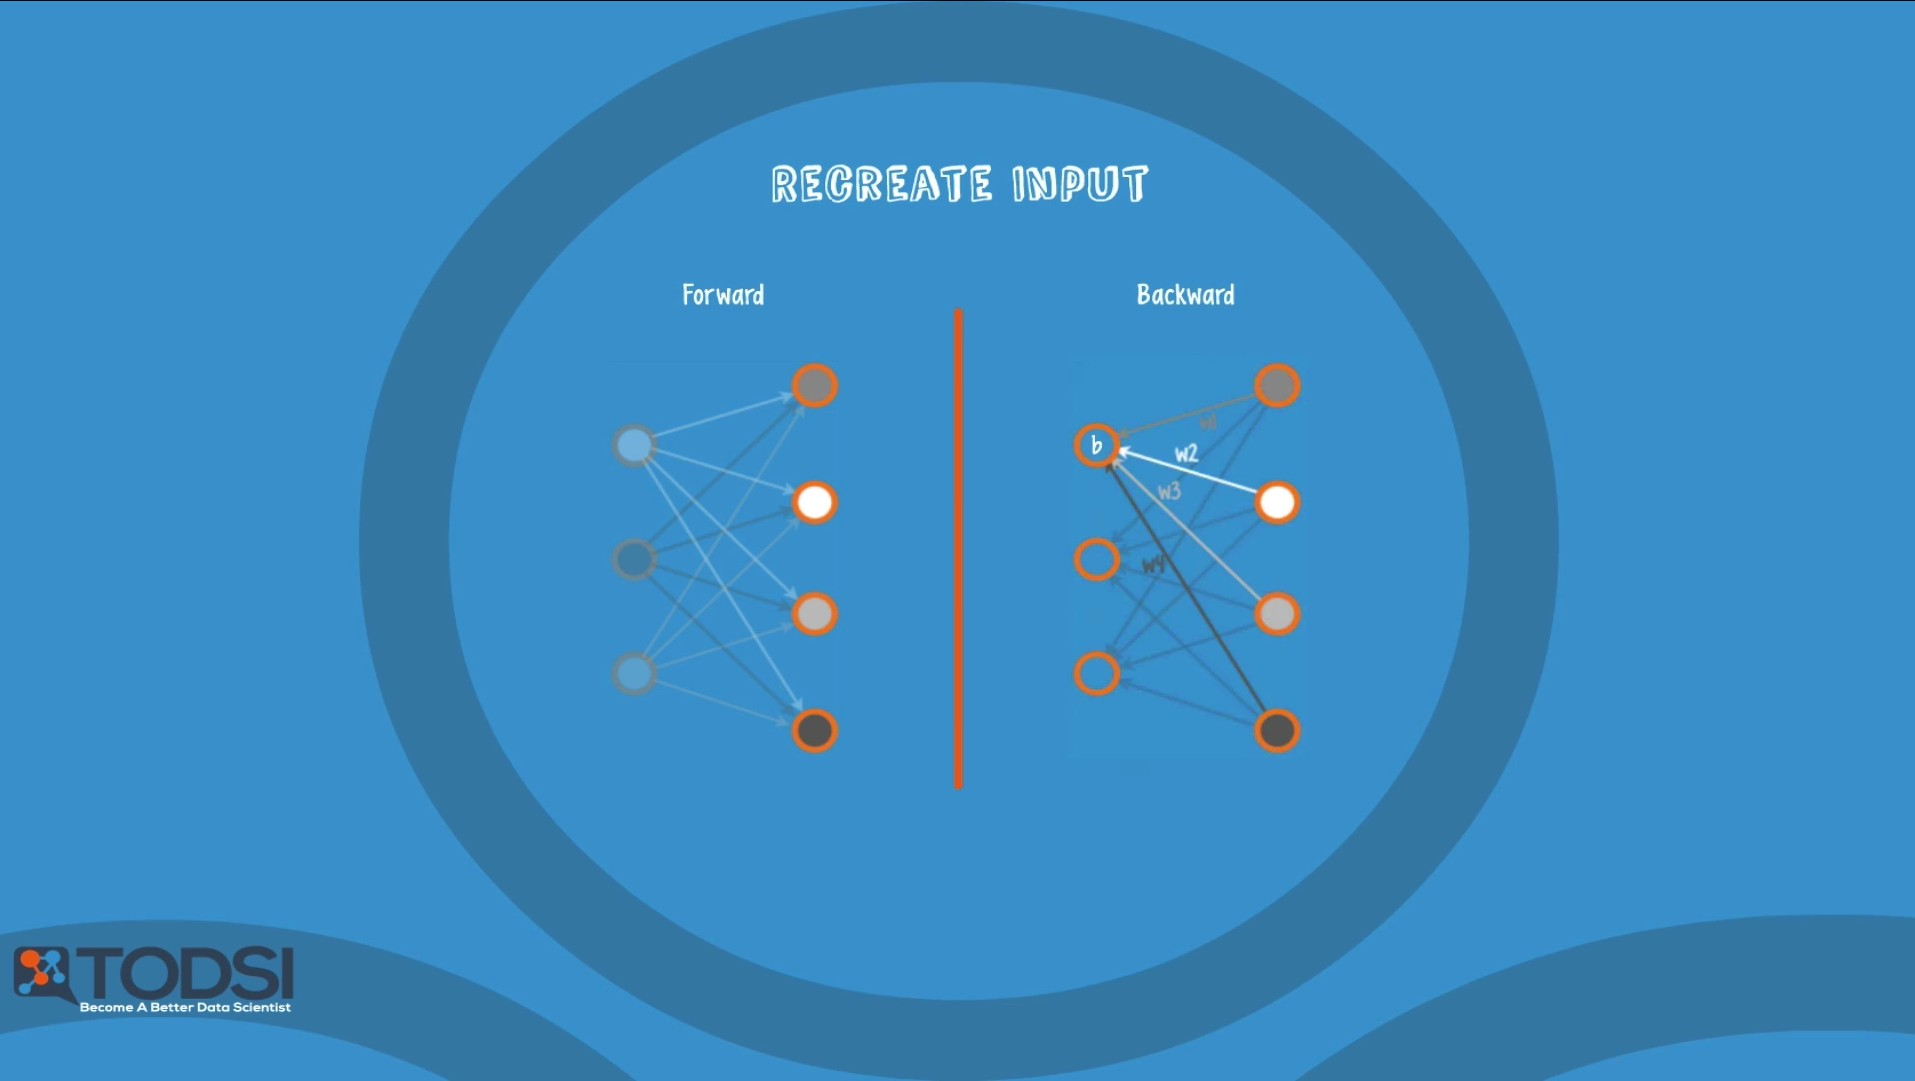 RECREATE INPUT
Forward
Backward
b
w1
w2
w3
w4
TODSI
Become A Better Data Scientist